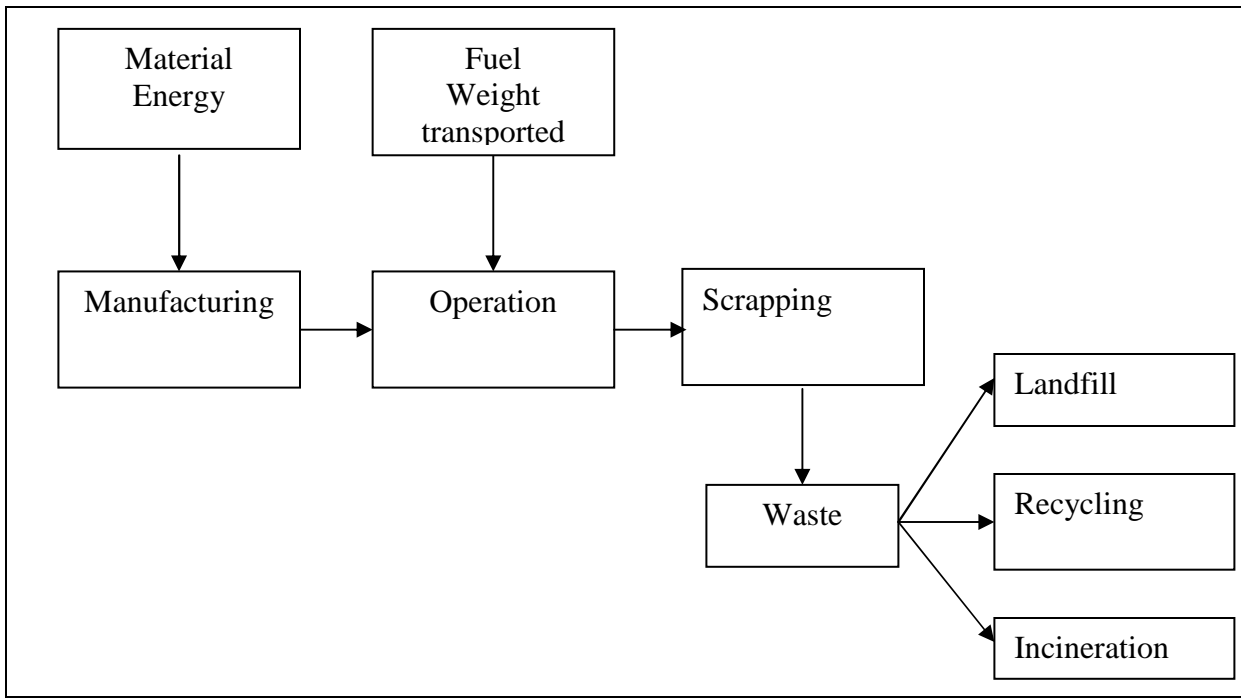 Material
Energy
Fuel
Weight
transported
Manufacturing
Operation
Scrapping
Landfill
Waste
Recycling
Incineration